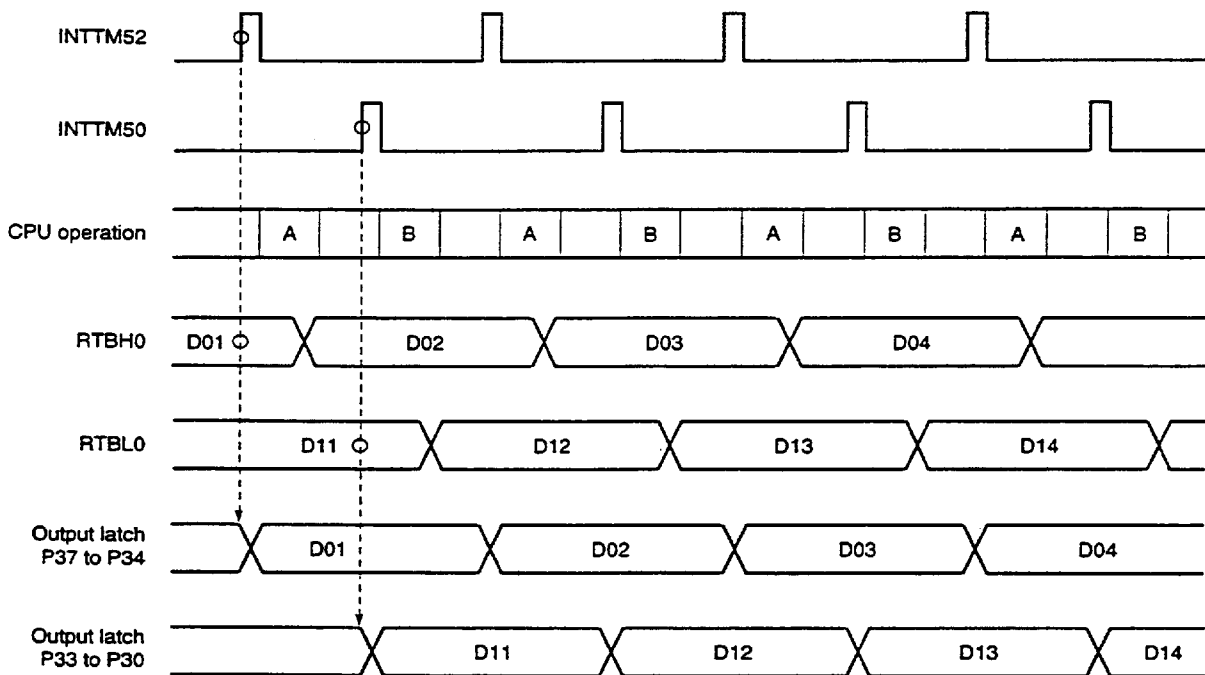 INTTM52
INTTM50
CPU operation
A B A B A B A B
RTBH0
D01 D02 D03 D04
RTBL0
D11 D12 D13 D14
Output latch
P37 to P34
D01 D02 D03 D04
Output latch
P33 to P30
D11 D12 D13 D14